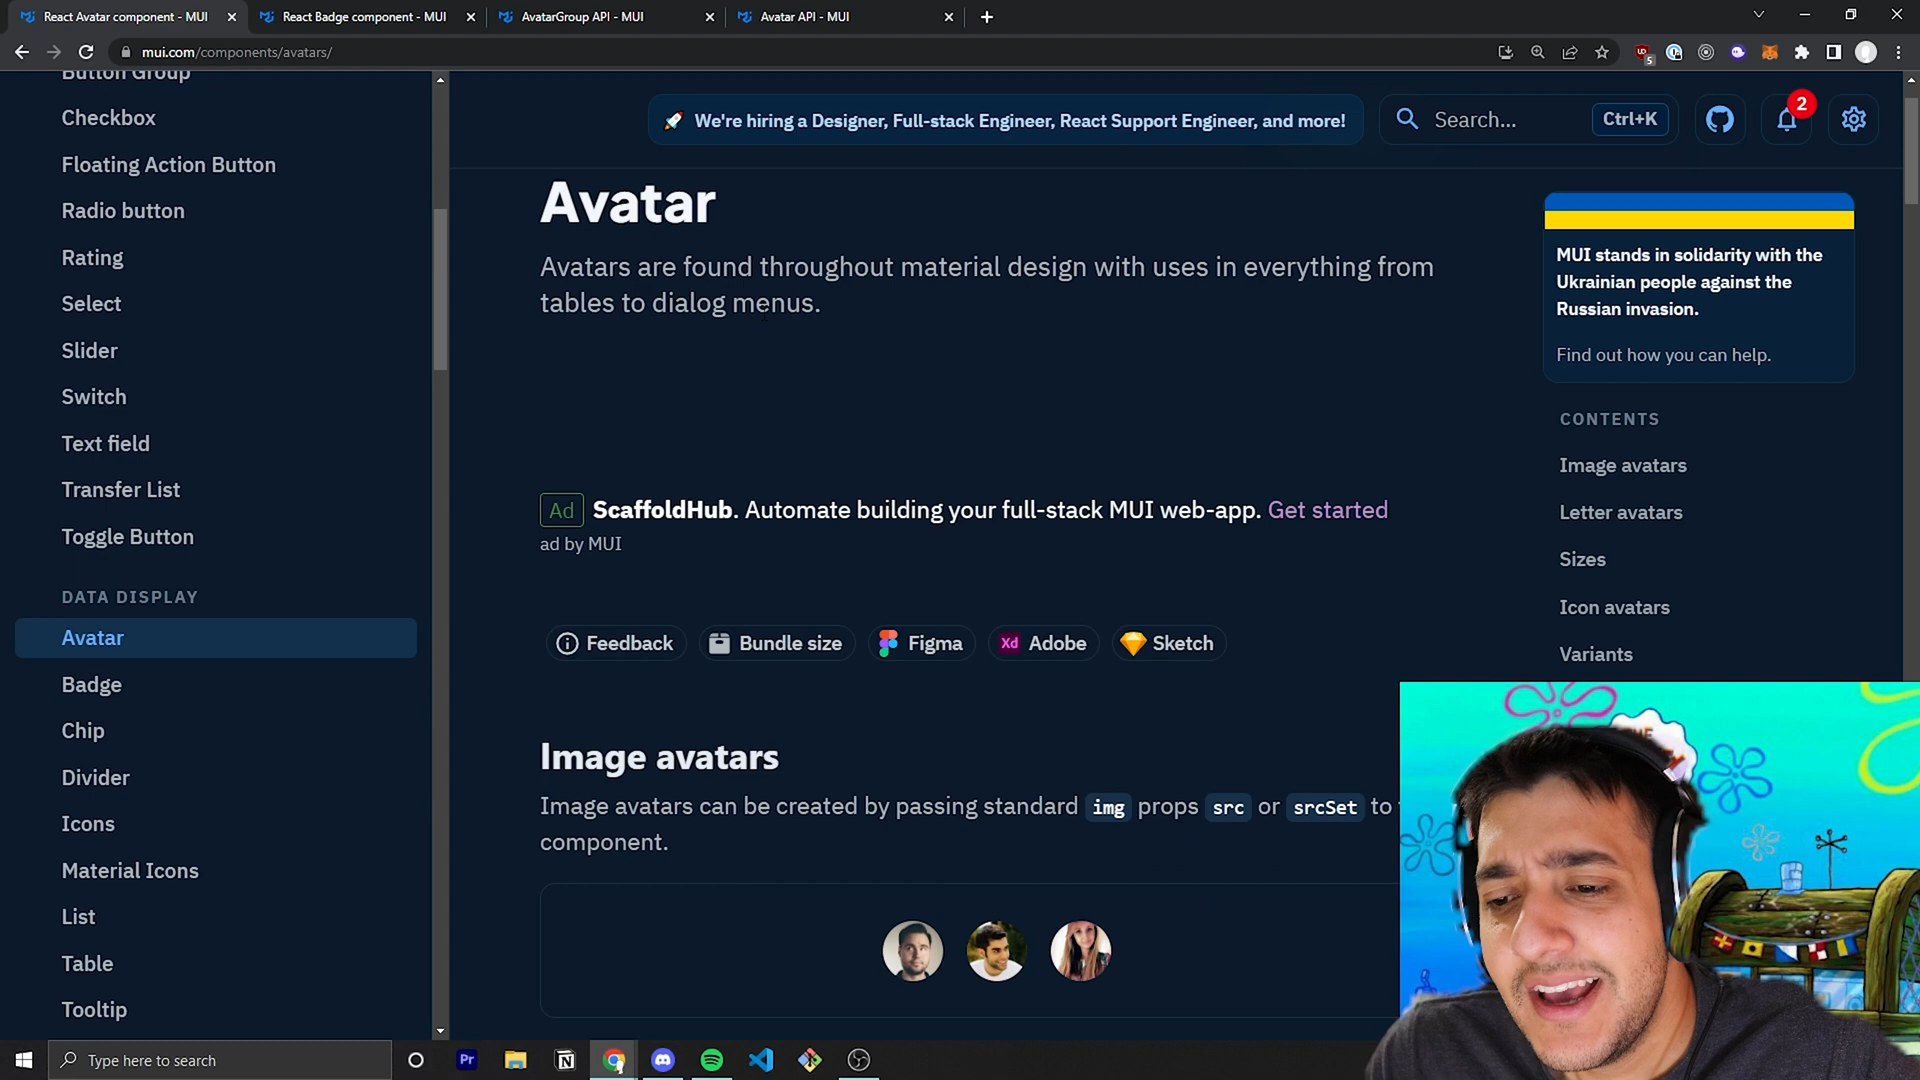 React Avatar component - MUI
React Badge component - MUI
AvatarGroup API - MUI
Avatar API - MUI
mui.com/components/avatars/
5
Button Group
Checkbox
Floating Action Button
Radio button
Rating
Select
Slider
Switch
Text field
Transfer List
Toggle Button
DATA DISPLAY
Avatar
Badge
Chip
Divider
Icons
Material Icons
List
Table
Tooltip
We're hiring a Designer, Full-stack Engineer, React Support Engineer, and more!
Search...
Ctrl+K
2
Avatar
Avatars are found throughout material design with uses in everything from
tables to dialog menus.
Ad ScaffoldHub. Automate building your full-stack MUI web-app. Get started
ad by MUI
Feedback
Bundle size
Figma
Xd Adobe
Sketch
Image avatars
Image avatars can be created by passing standard img props src or srcSet to
component.
MUI stands in solidarity with the
Ukrainian people against the
Russian invasion.
Find out how you can help.
CONTENTS
Image avatars
Letter avatars
Sizes
Icon avatars
Variants
Type here to search
Pr